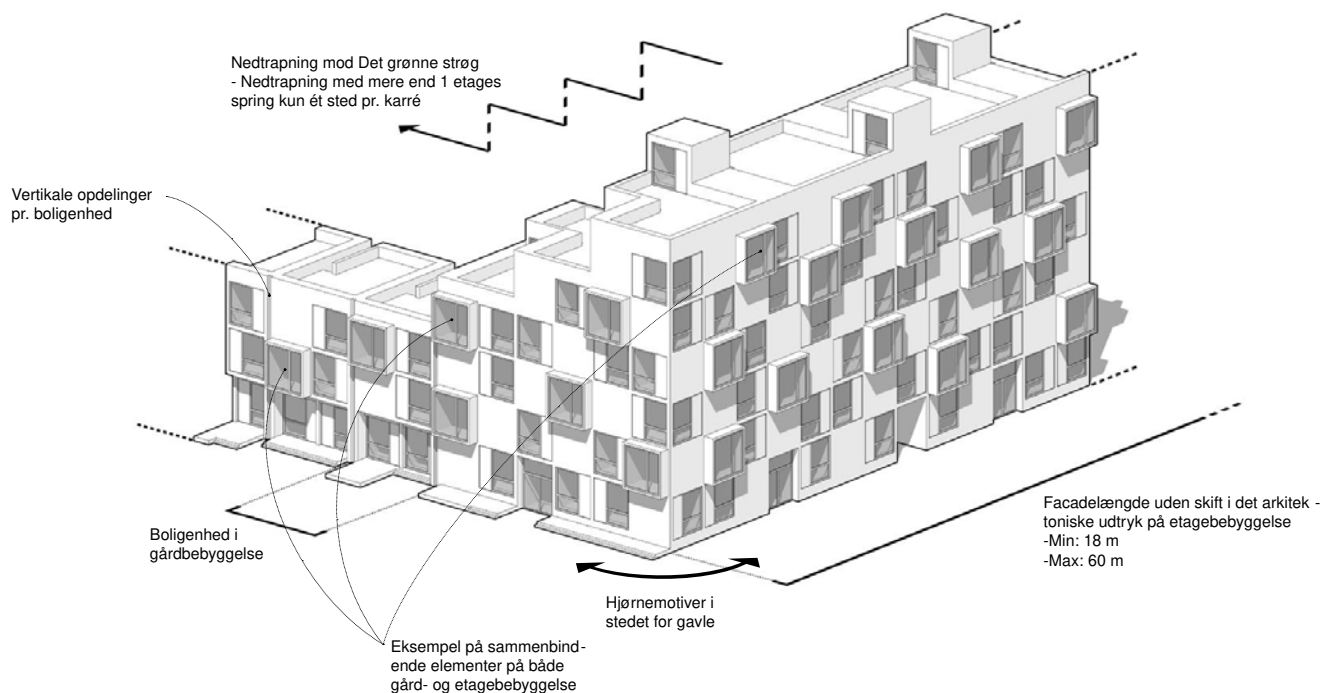 Nedtrapning mod Det grønne strøg
- Nedtrapning med mere end 1 etages
spring kun ét sted pr. karré
Vertikale opdelinger
pr. boligenhed
Boligenhed i
gårdbebyggelse
Eksempel på sammenbind-
ende elementer på både
gård- og etagebebyggelse
Hjørnemotiver i
stedet for gavle
Facadelængde uden skift i det arkitek -
toniske udtryk på etagebebyggelse
-Min: 18 m
-Max: 60 m